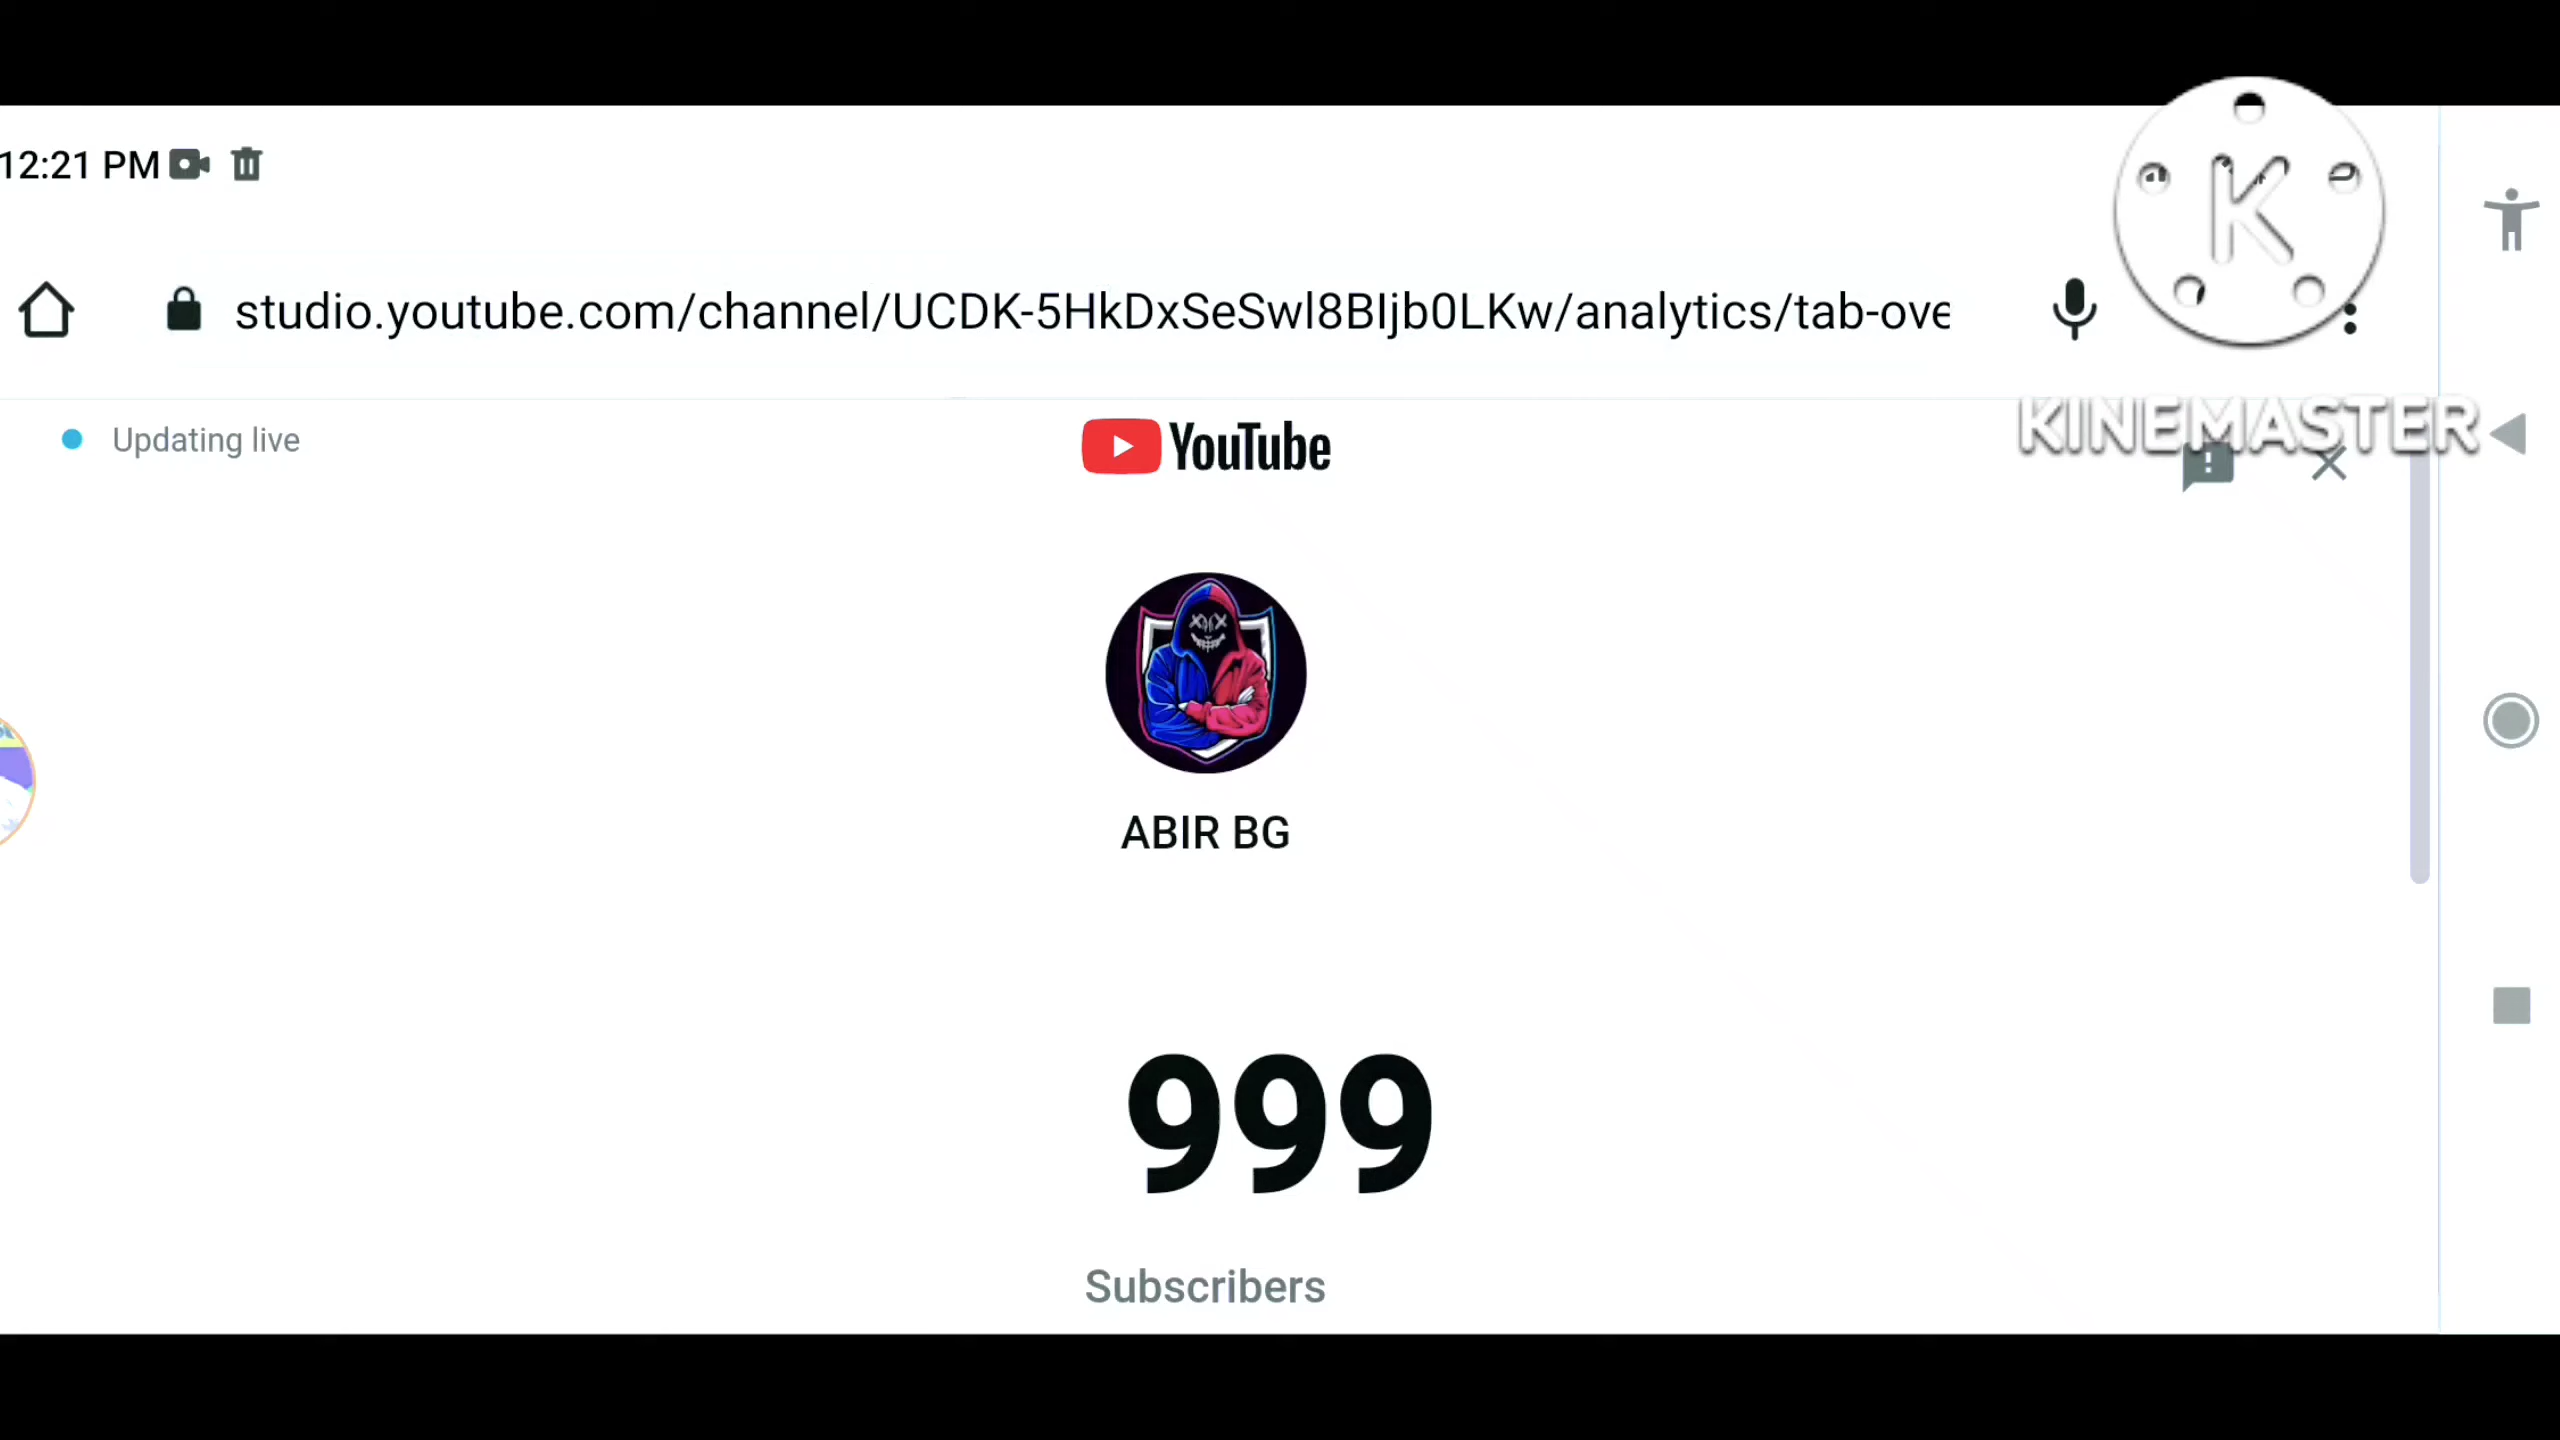 12:21 PM
studio.youtube.com/channel/UCDK-5HkDxSeSwl8BIjb0LKw/analytics/tab-ove
K
KINEMASTER
Updating live
YouTube
ABIR BG
999
Subscribers